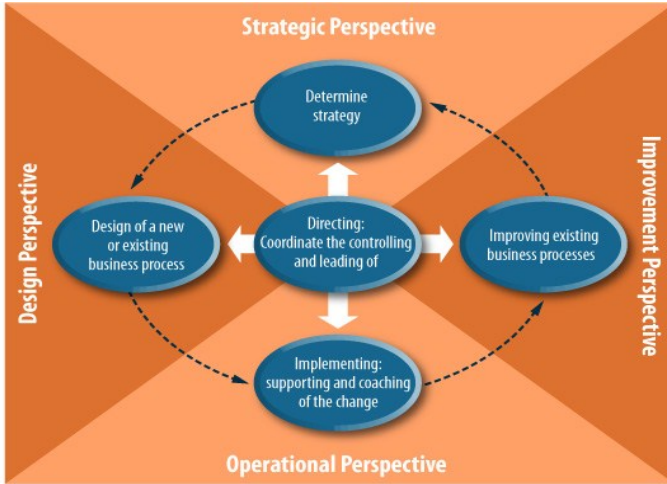 Strategic Perspective
Determine
strategy
Design Perspective
Design of a new
or existing
business process
Directing:
Coordinate the controlling
and leading of
Improving existing
business processes
Improvement Perspective
Implementing:
supporting and coaching
of the change
Operational Perspective